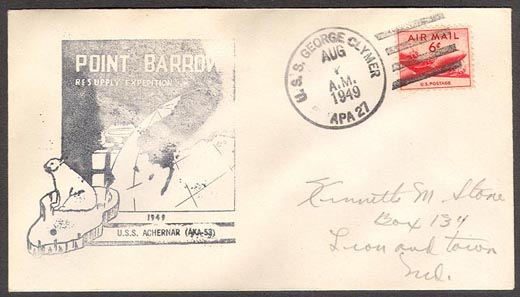 POINT BARROW
RESUPPLY EXPEDITION
1949
U.S.S. ACHERNAR (AKA-53)
U.S.S. GEORGE CLYMER
AUG
A.M.
1949
APA 27
AIR MAIL
6¢
U.S. POSTAGE
Kenneth M. Stone
Box 134
town
Md.